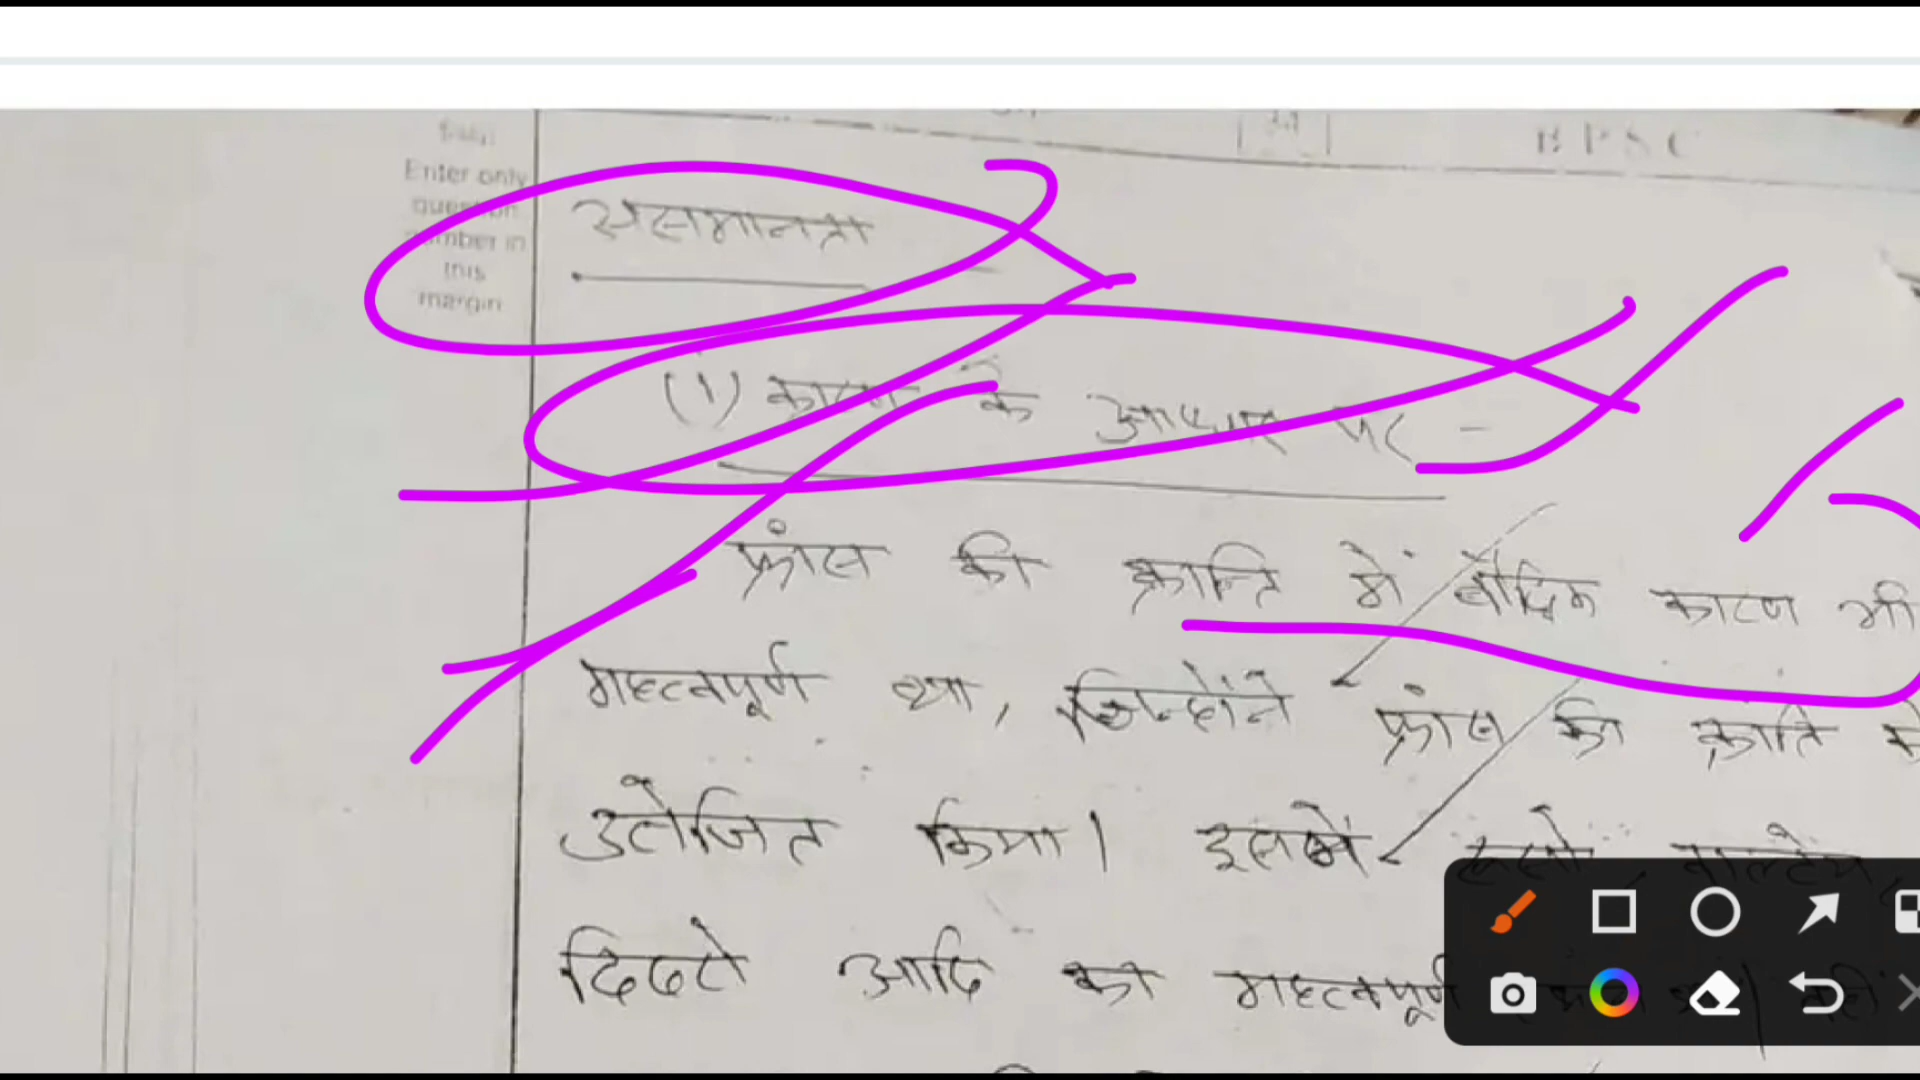 BPSC
Enter only
question
number in
this
margin
असमानता
(1) कारण के आधार पर -
फ्रांस की क्रान्ति में बौद्धिक कारण भी
महत्वपूर्ण था, जिन्होंने फ्रांस की क्रांति
उतेजित किया। इसमें रूसो,
दिदरो आदि का महत्वपूर्ण